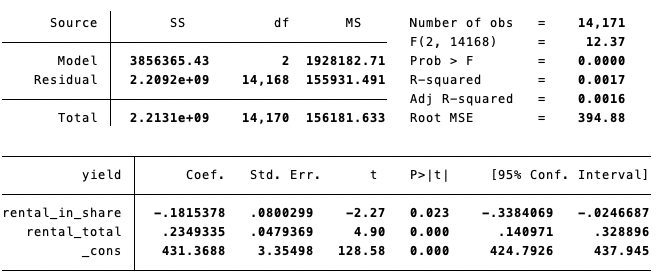 Source SS df MS Number of obs = 14,171
F(2, 14168) = 12.37
Model 3856365.43 2 1928182.71 Prob > F = 0.0000
Residual 2.2092e+09 14,168 155931.491 R-squared = 0.0017
Adj R-squared = 0.0016
Total 2.2131e+09 14,170 156181.633 Root MSE = 394.88
yield Coef. Std. Err. t P>|t| [95% Conf. Interval]
rental_in_share -.1815378 .0800299 -2.27 0.023 -.3384069 -.0246687
rental_total .2349335 .0479369 4.90 0.000 .140971 .328896
_cons 431.3688 3.35498 128.58 0.000 424.7926 437.945